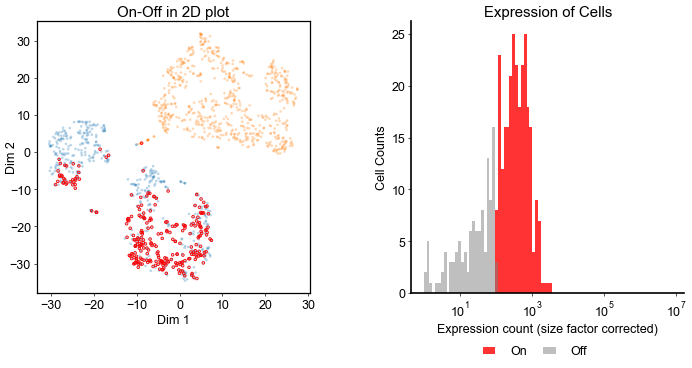 On-Off in 2D plot
Dim 2
30
20
10
0
−10
−20
−30
−30 −20 −10 0 10 20 30
Dim 1
Expression of Cells
Cell Counts
25
20
15
10
5
0
10^1 10^3 10^5 10^7
Expression count (size factor corrected)
On Off